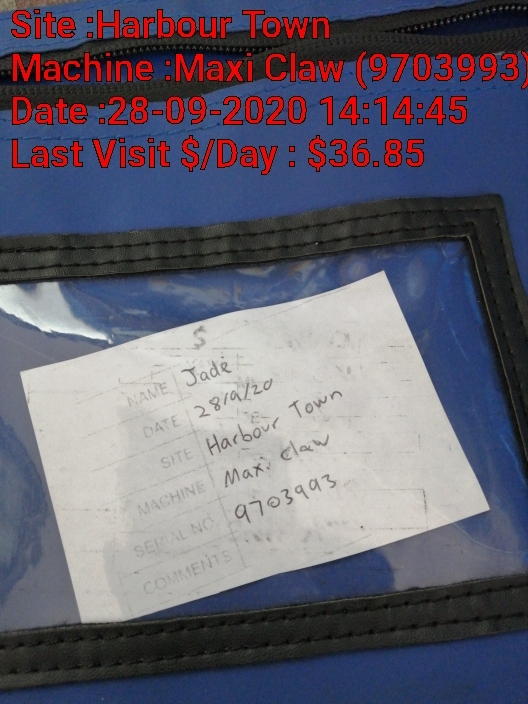 Site :Harbour Town
Machine :Maxi Claw (9703993)
Date :28-09-2020 14:14:45
Last Visit $/Day : $36.85
S
NAME Jade
DATE 28/9/20
SITE Harbour Town
MACHINE Maxi Claw
SERIAL NO. 9703993
COMMENTS